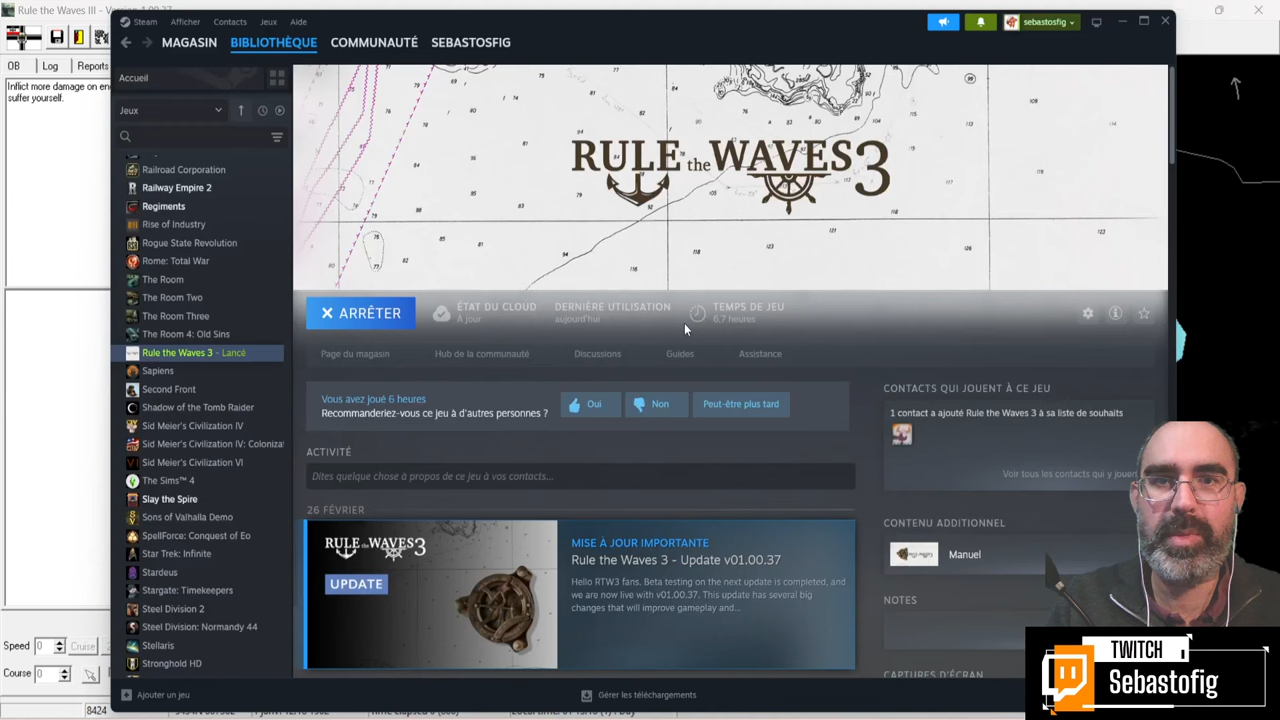 Rule the Waves III
Steam
Afficher
Contacts
Jeux
Aide
sebastosfig
MAGASIN
BIBLIOTHÈQUE
COMMUNAUTÉ
SEBASTOSFIG
OB
Log
Reports
Inflict more damage on en
suffer yourself.
Accueil
Jeux
Railroad Corporation
Railway Empire 2
Regiments
Rise of Industry
Rogue State Revolution
Rome: Total War
The Room
The Room Two
The Room Three
The Room 4: Old Sins
Rule the Waves 3 - Lancé
Sapiens
Second Front
Shadow of the Tomb Raider
Sid Meier's Civilization IV
Sid Meier's Civilization IV: Coloniza
Sid Meier's Civilization VI
The Sims™ 4
Slay the Spire
Sons of Valhalla Demo
SpellForce: Conquest of Eo
Star Trek: Infinite
Stardeus
Stargate: Timekeepers
Steel Division 2
Steel Division: Normandy 44
Stellaris
Stronghold HD
Ajouter un jeu
RULE the WAVES 3
ARRÊTER
ÉTAT DU CLOUD
À jour
DERNIÈRE UTILISATION
aujourd'hui
TEMPS DE JEU
6,7 heures
Page du magasin
Hub de la communauté
Discussions
Guides
Assistance
Vous avez joué 6 heures
Recommanderiez-vous ce jeu à d'autres personnes ?
Oui
Non
Peut-être plus tard
ACTIVITÉ
Dites quelque chose à propos de ce jeu à vos contacts...
26 FÉVRIER
RULE the WAVES 3
UPDATE
MISE À JOUR IMPORTANTE
Rule the Waves 3 - Update v01.00.37
Hello RTW3 fans. Beta testing on the next update is completed, and
we are now live with v01.00.37. This update has several big
changes that will improve gameplay and...
CONTACTS QUI JOUENT À CE JEU
1 contact a ajouté Rule the Waves 3 à sa liste de souhaits
Voir tous les contacts qui y jouen
CONTENU ADDITIONNEL
Manuel
NOTES
CAPTURES D'ÉCRAN
Gérer les téléchargements
Speed
0
Cruise
Course
0
8424
TWITCH
Sebastofig